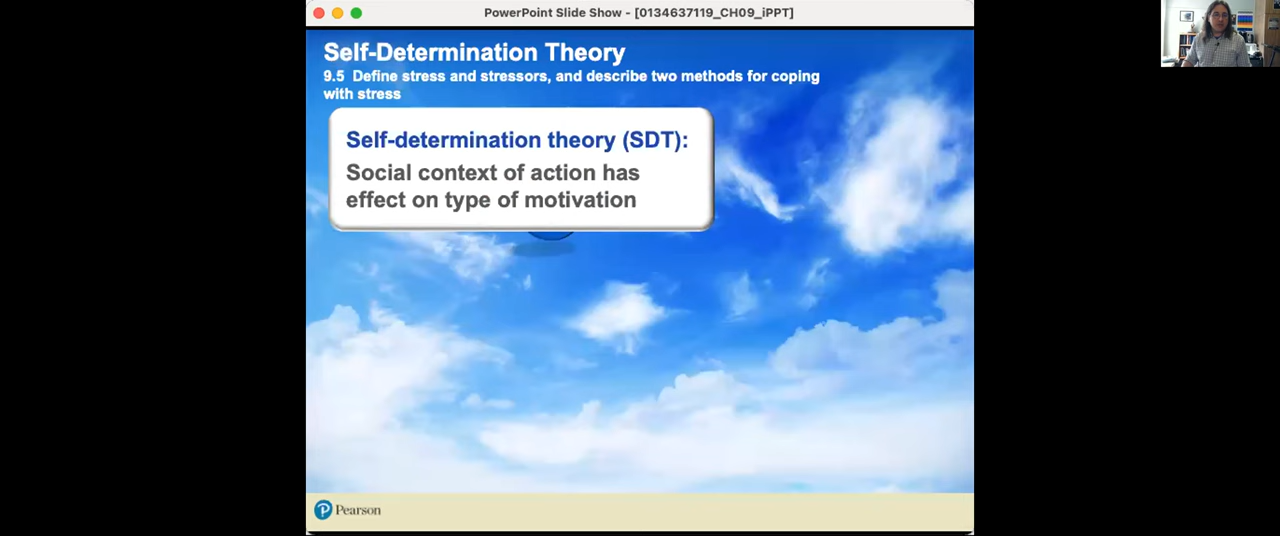 PowerPoint Slide Show - [0134637119_CH09_iPPT]
Self-Determination Theory
9.5 Define stress and stressors, and describe two methods for coping
with stress
Self-determination theory (SDT):
Social context of action has
effect on type of motivation
Pearson